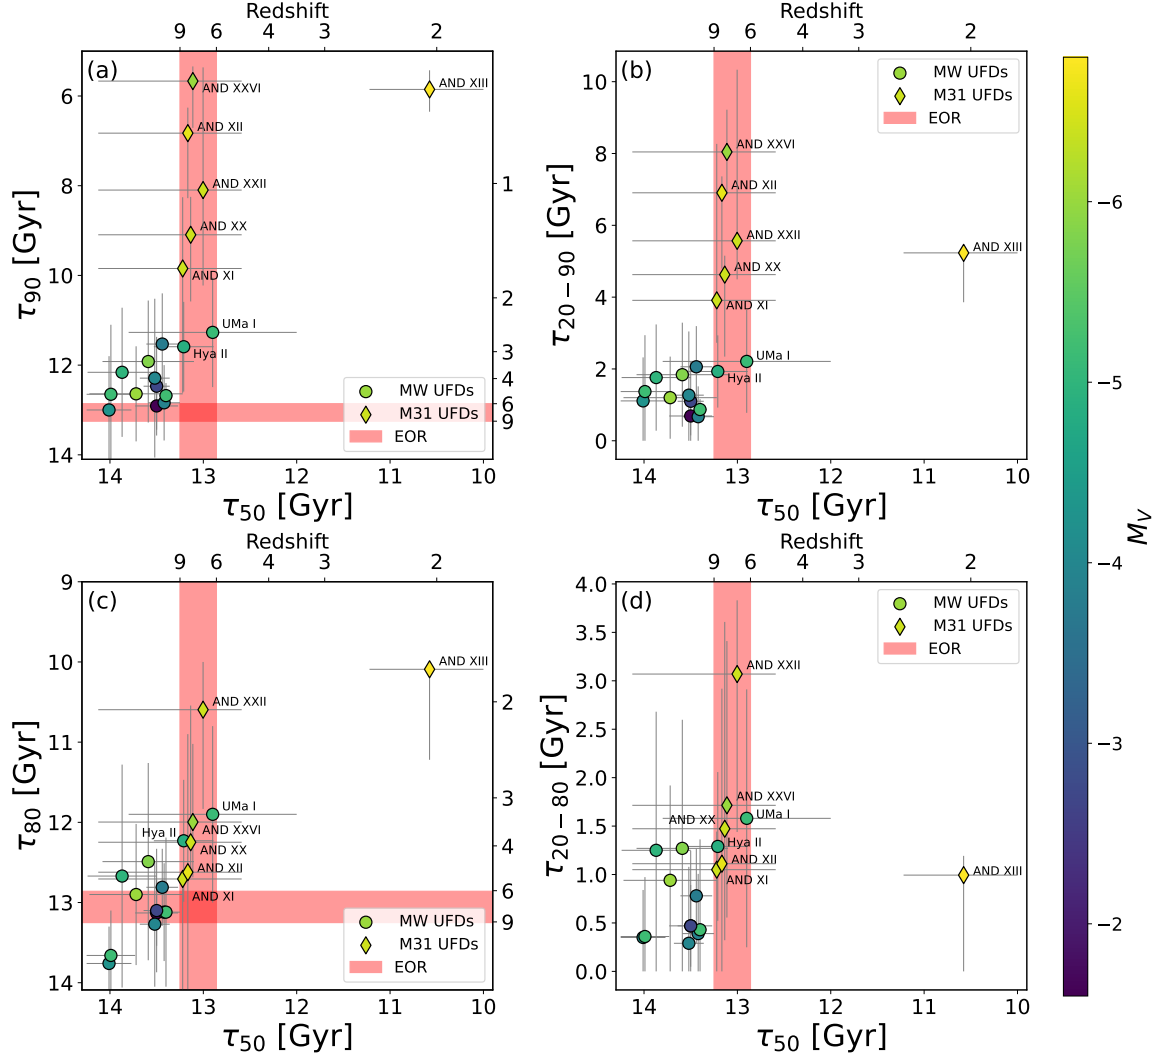 Redshift
9 6 4 3 2
(a)
6
8
10
12
14
τ90 [Gyr]
AND XIII
AND XXVI
AND XII
AND XXII
AND XX
AND XI
UMa I
Hya II
MW UFDs
M31 UFDs
EOR
1
2
3
4
6
9
14 13 12 11 10
τ50 [Gyr]
Redshift
9 6 4 3 2
(b)
10
8
6
4
2
0
τ20−90 [Gyr]
MW UFDs
M31 UFDs
EOR
AND XXVI
AND XII
AND XXII
AND XIII
AND XX
AND XI
UMa I
Hya II
14 13 12 11 10
τ50 [Gyr]
Redshift
9 6 4 3 2
(c)
9
10
11
12
13
14
τ80 [Gyr]
AND XIII
AND XXII
UMa I
Hya II
AND XXVI
AND XX
AND XII
AND XI
MW UFDs
M31 UFDs
EOR
2
3
4
6
9
14 13 12 11 10
τ50 [Gyr]
Redshift
9 6 4 3 2
(d)
4.0
3.5
3.0
2.5
2.0
1.5
1.0
0.5
0.0
τ20−80 [Gyr]
MW UFDs
M31 UFDs
EOR
AND XXII
AND XXVI
AND XX
UMa I
Hya II
AND XII
AND XI
AND XIII
14 13 12 11 10
τ50 [Gyr]
−6
−5
−4
−3
−2
MV